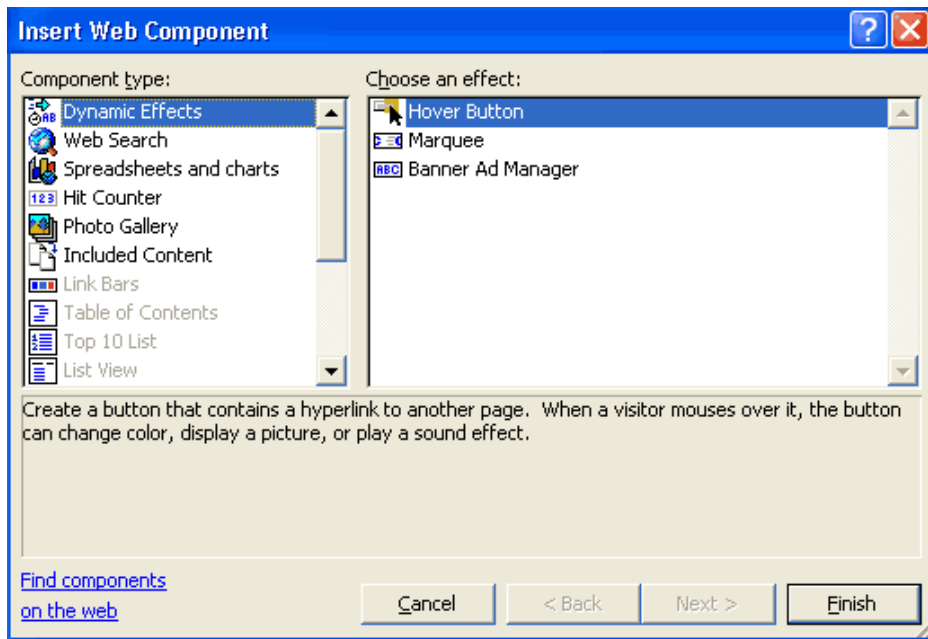 Insert Web Component
Component type:
Dynamic Effects
Web Search
Spreadsheets and charts
123 Hit Counter
Photo Gallery
Included Content
Link Bars
Table of Contents
Top 10 List
List View
Choose an effect:
Hover Button
Marquee
ABC Banner Ad Manager
Create a button that contains a hyperlink to another page.  When a visitor mouses over it, the button
can change color, display a picture, or play a sound effect.
Find components
on the web
Cancel
< Back
Next >
Finish